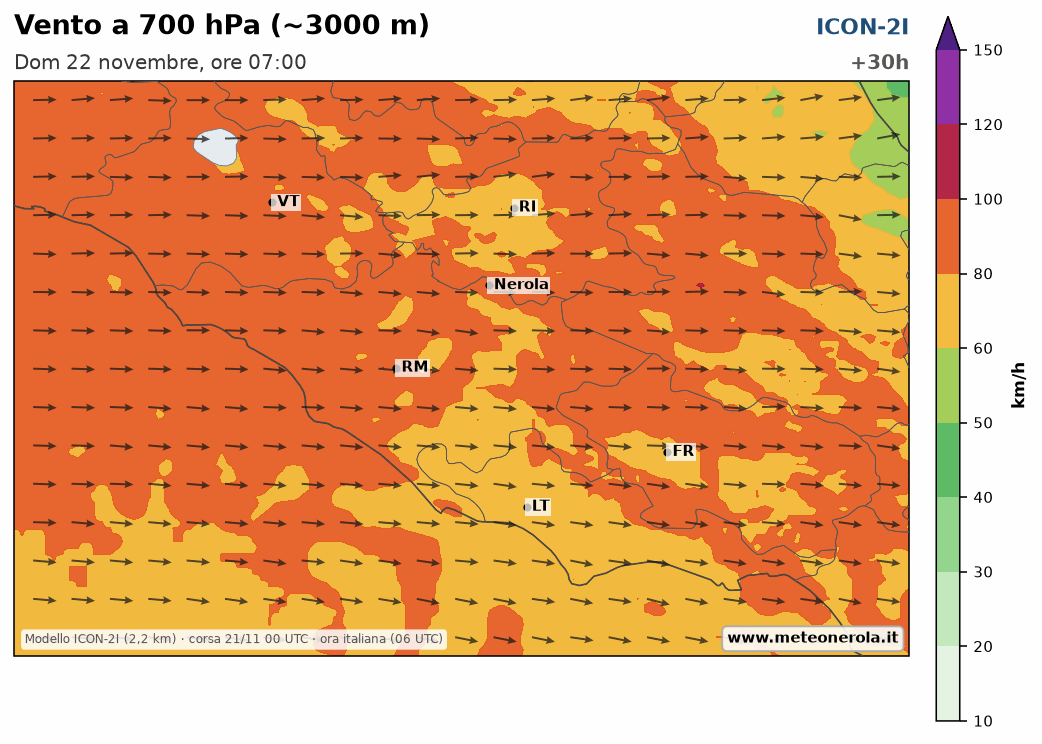 Vento a 700 hPa (~3000 m)
ICON-2I
Dom 22 novembre, ore 07:00
+30h
150
120
100
80
60
50
40
30
20
10
km/h
VT
RI
Nerola
RM
FR
LT
Modello ICON-2I (2,2 km) · corsa 21/11 00 UTC · ora italiana (06 UTC)
www.meteonerola.it